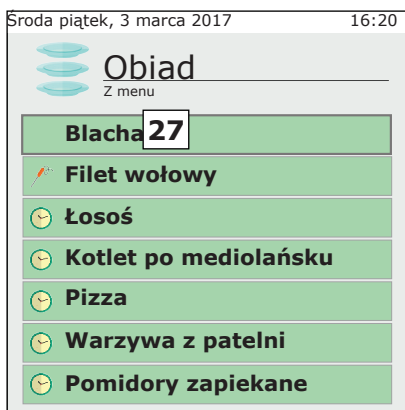 Środa piątek, 3 marca 2017 16:20
Obiad
Z menu
Blacha 27
Filet wołowy
Łosoś
Kotlet po mediolańsku
Pizza
Warzywa z patelni
Pomidory zapiekane